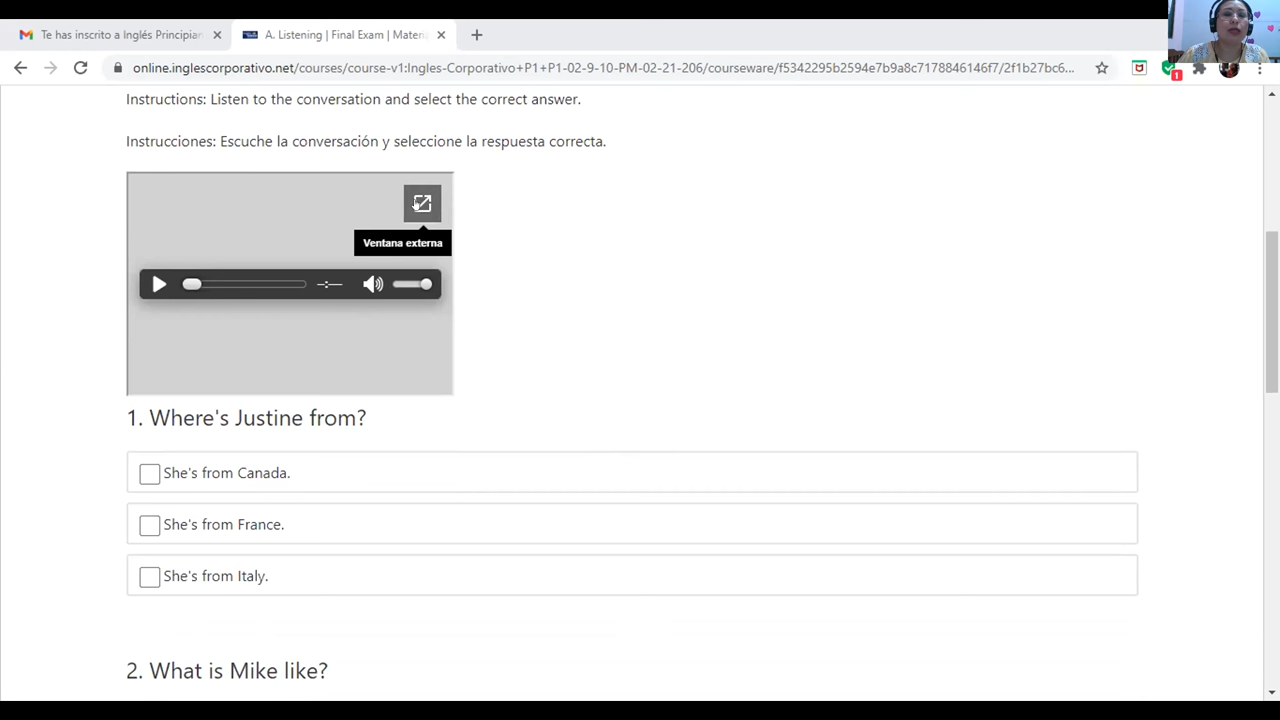 Te has inscrito a Inglés Principian
A. Listening | Final Exam | Materi
online.inglescorporativo.net/courses/course-v1:Ingles-Corporativo+P1+P1-02-9-10-PM-02-21-206/courseware/f5342295b2594e7b9a8c7178846146f7/2f1b27bc6...
1
Instructions: Listen to the conversation and select the correct answer.
Instrucciones: Escuche la conversación y seleccione la respuesta correcta.
Ventana externa
--:--
1. Where's Justine from?
She's from Canada.
She's from France.
She's from Italy.
2. What is Mike like?